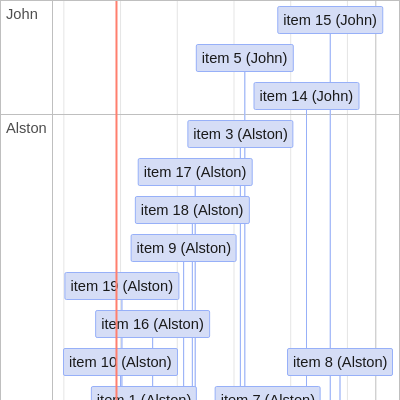 John
item 15 (John)
item 5 (John)
item 14 (John)
Alston
item 3 (Alston)
item 17 (Alston)
item 18 (Alston)
item 9 (Alston)
item 19 (Alston)
item 16 (Alston)
item 10 (Alston)
item 8 (Alston)
item 1 (Alston)
item 7 (Alston)